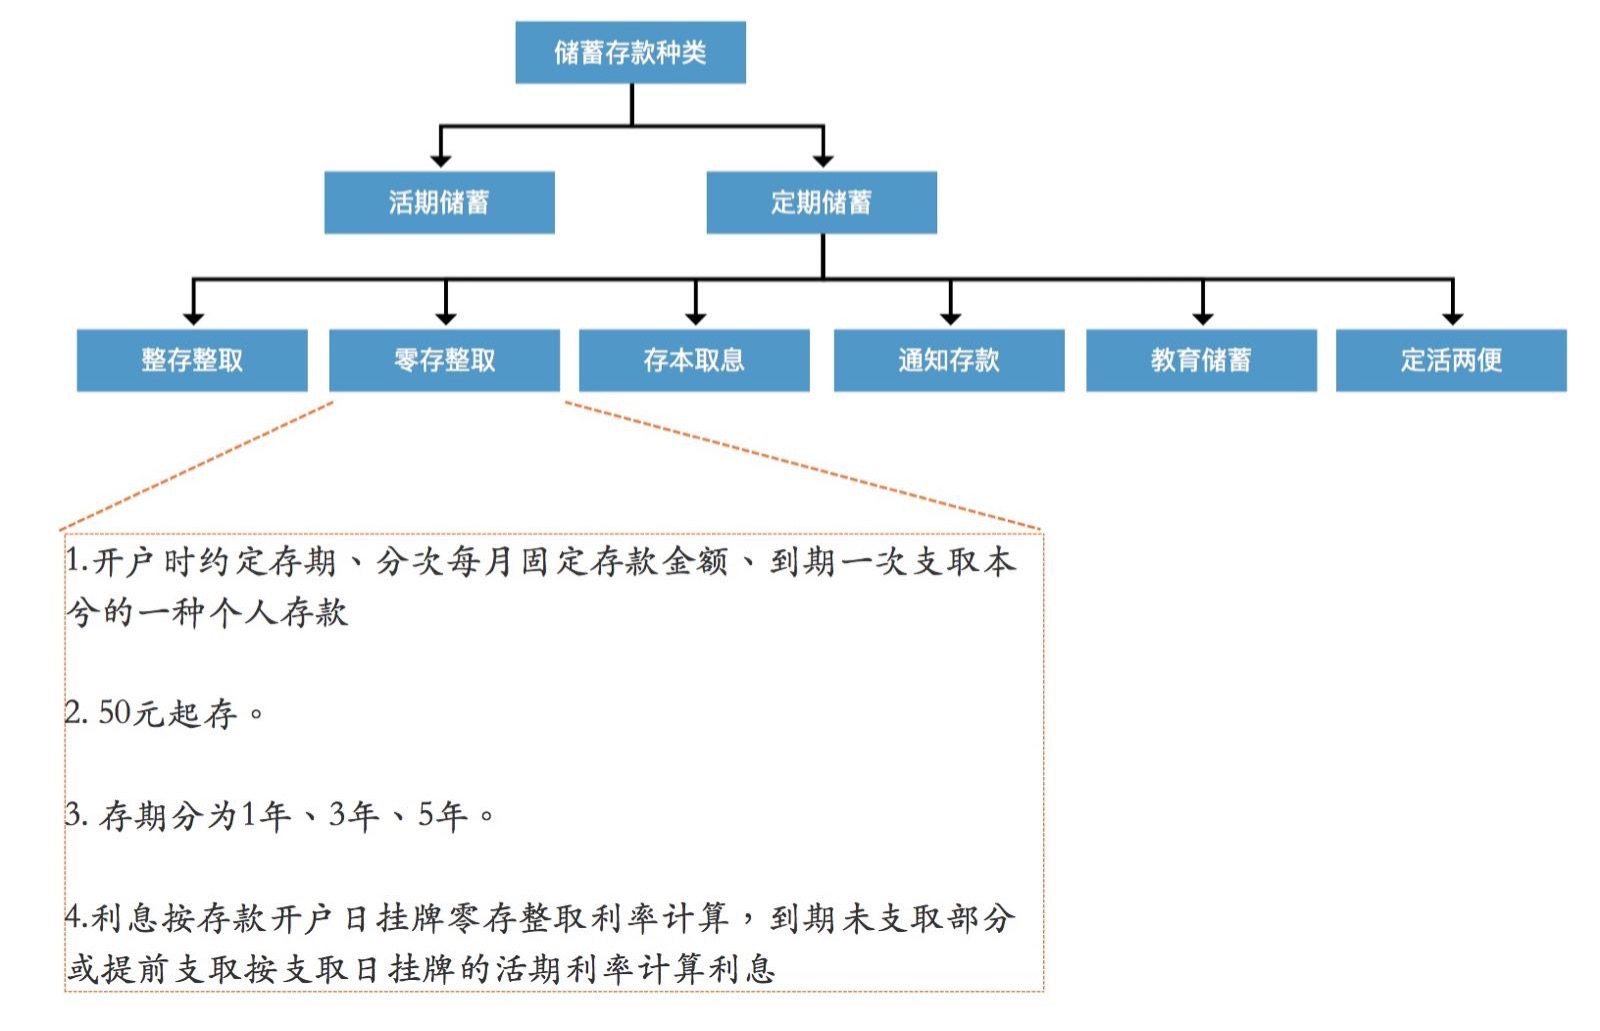 储蓄存款种类
活期储蓄
定期储蓄
整存整取
零存整取
存本取息
通知存款
教育储蓄
定活两便
1.开户时约定存期、分次每月固定存款金额、到期一次支取本
兮的一种个人存款
2. 50元起存。
3. 存期分为1年、3年、5年。
4.利息按存款开户日挂牌零存整取利率计算，到期未支取部分
或提前支取按支取日挂牌的活期利率计算利息